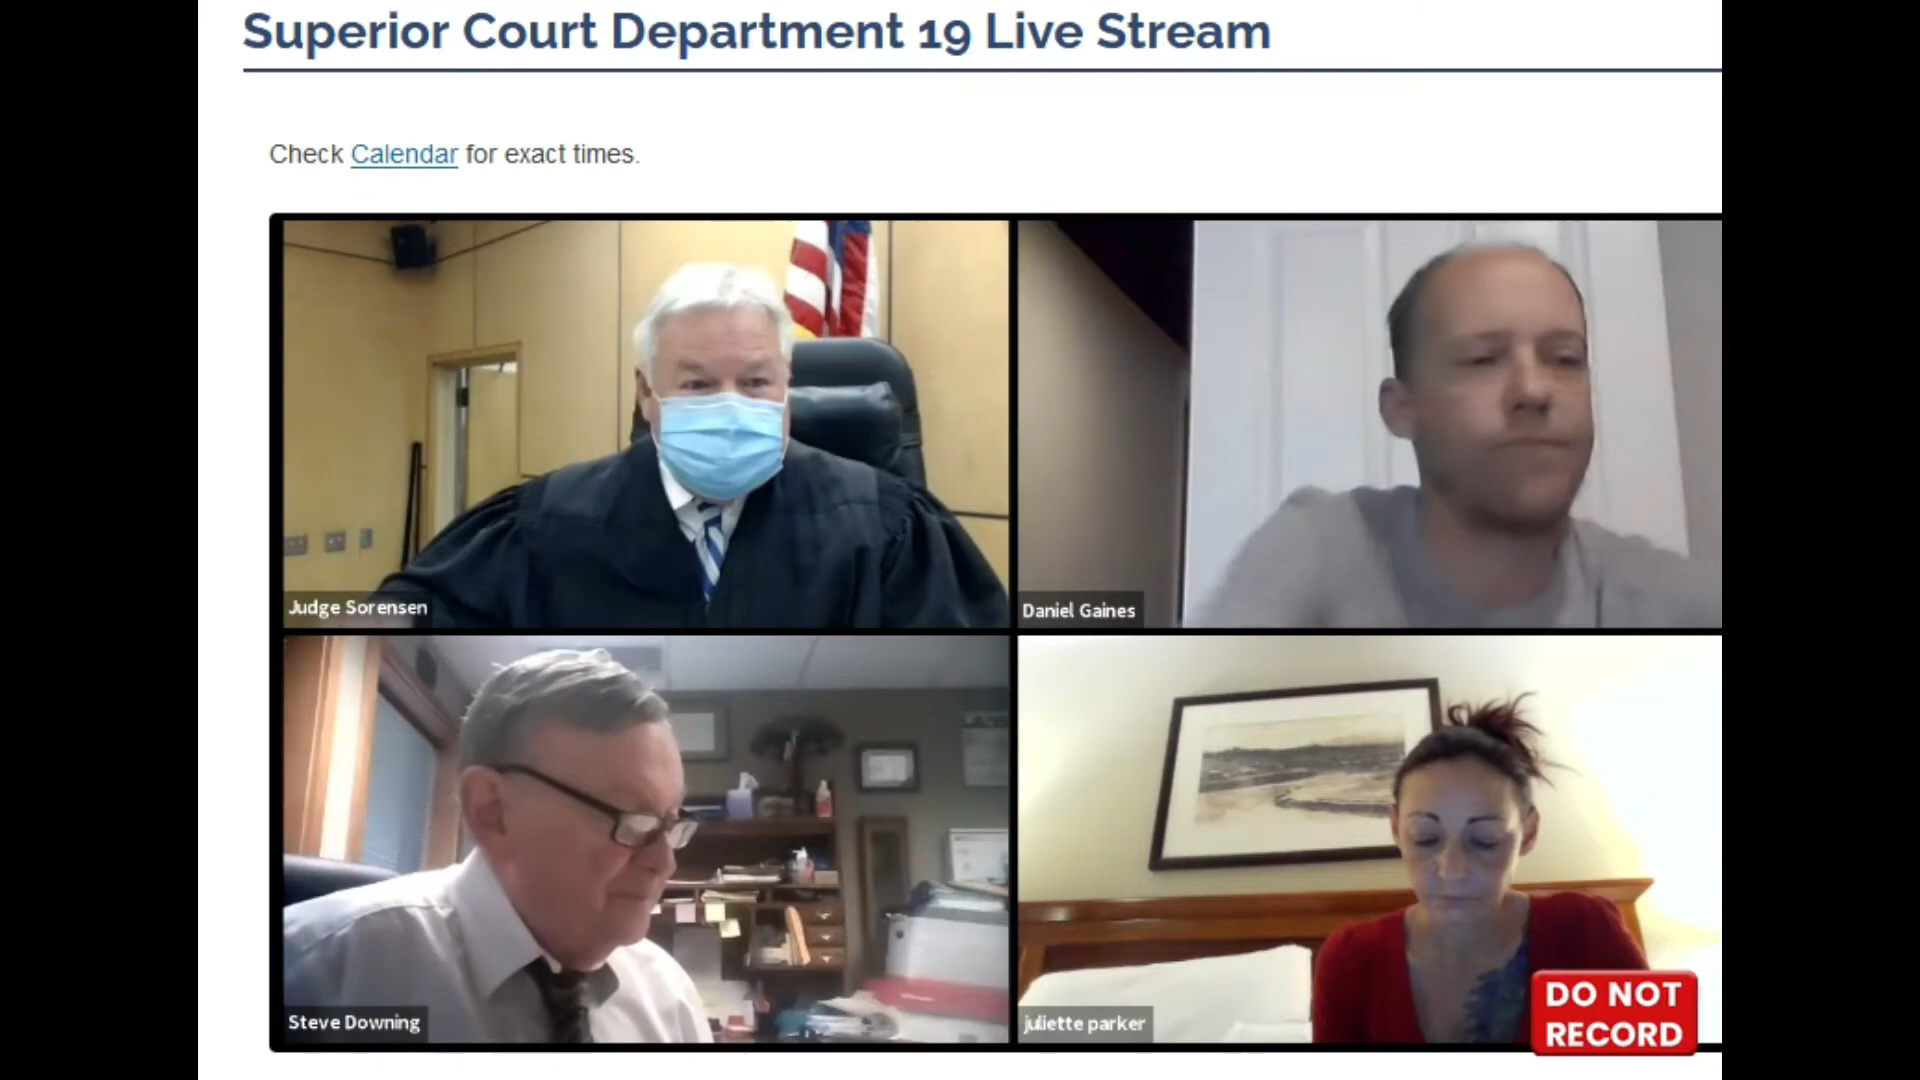 Superior Court Department 19 Live Stream
Check Calendar for exact times.
Judge Sorensen
Daniel Gaines
Steve Downing
juliette parker
DO NOT
RECORD